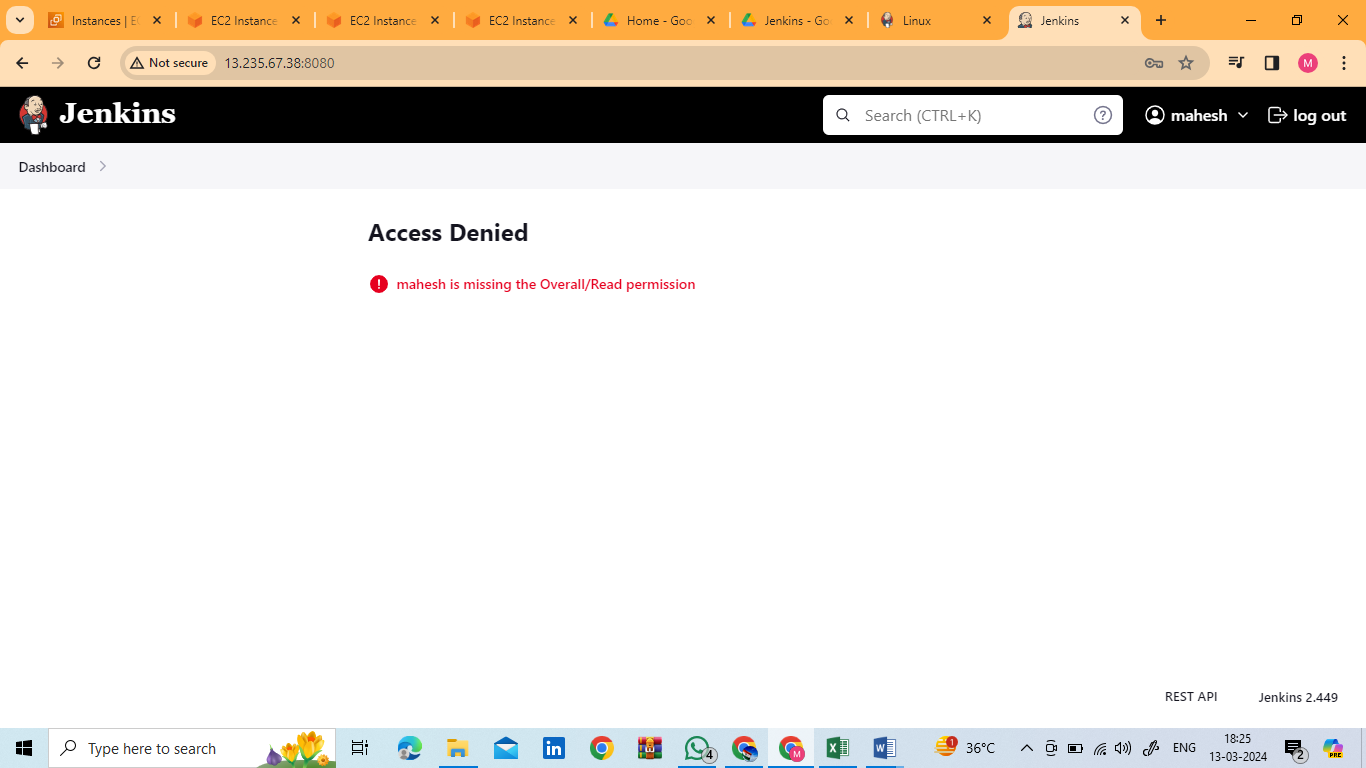 Instances | E
EC2 Instance
EC2 Instance
EC2 Instance
Home - Goo
Jenkins - Go
Linux
Jenkins
Not secure
13.235.67.38:8080
M
Jenkins
Search (CTRL+K)
?
mahesh
log out
Dashboard
Access Denied
! mahesh is missing the Overall/Read permission
REST API
Jenkins 2.449
Type here to search
in
4
M
1
36°C
ENG
18:25
13-03-2024
2
PRE